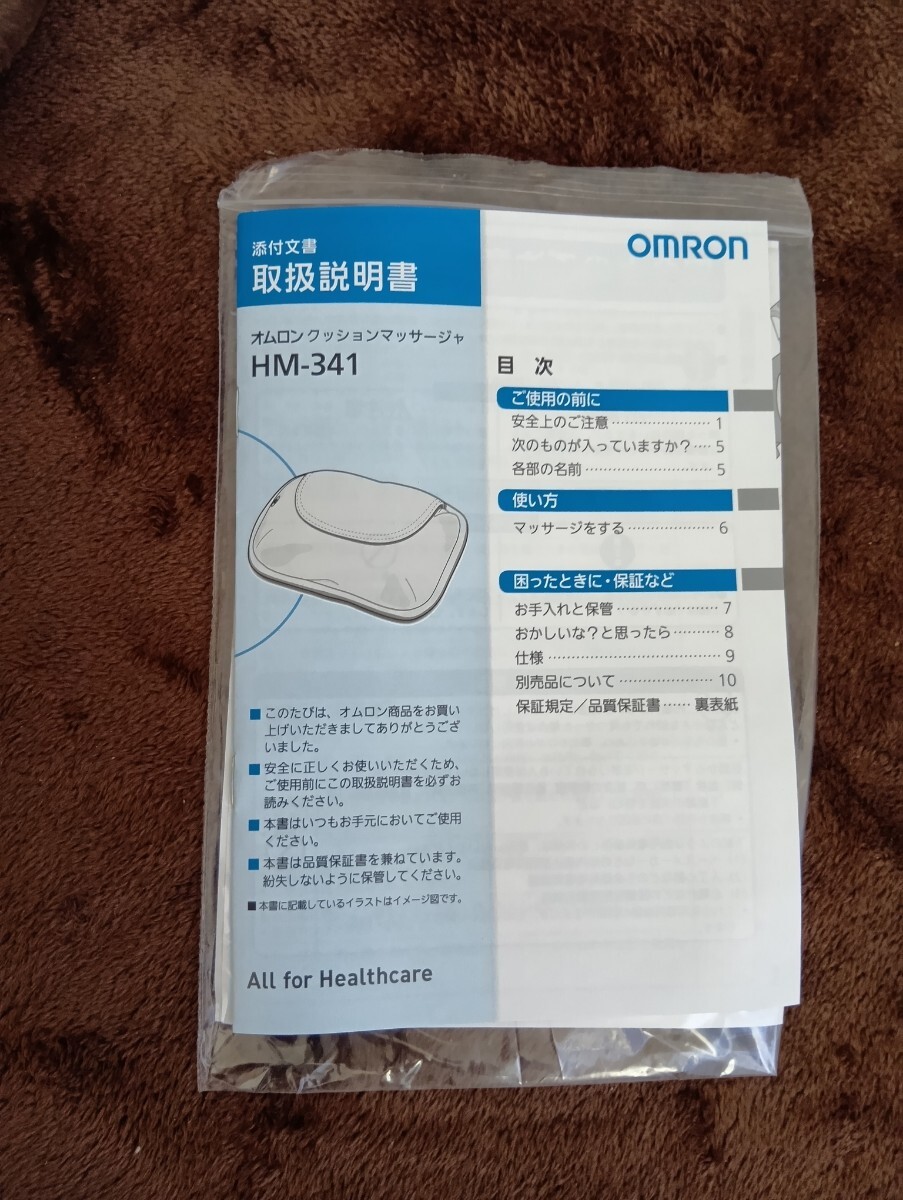 添付文書
取扱説明書
OMRON
オムロン クッションマッサージャ
HM-341
目 次
ご使用の前に
安全上のご注意 ……………… 1
次のものが入っていますか? ‥‥ 5
各部の名前 …………………… 5
使い方
マッサージをする ……………… 6
困ったときに・保証など
お手入れと保管 ………………… 7
おかしいな?と思ったら ……… 8
仕様 …………………………… 9
別売品について ……………… 10
保証規定/品質保証書 …… 裏表紙
■ このたびは、オムロン商品をお買い
上げいただきましてありがとうござ
いました。
■ 安全に正しくお使いいただくため、
ご使用前にこの取扱説明書を必ずお
読みください。
■ 本書はいつもお手元においてご使用
ください。
■ 本書は品質保証書を兼ねています。
紛失しないように保管してください。
■ 本書に記載しているイラストはイメージ図です。
All for Healthcare